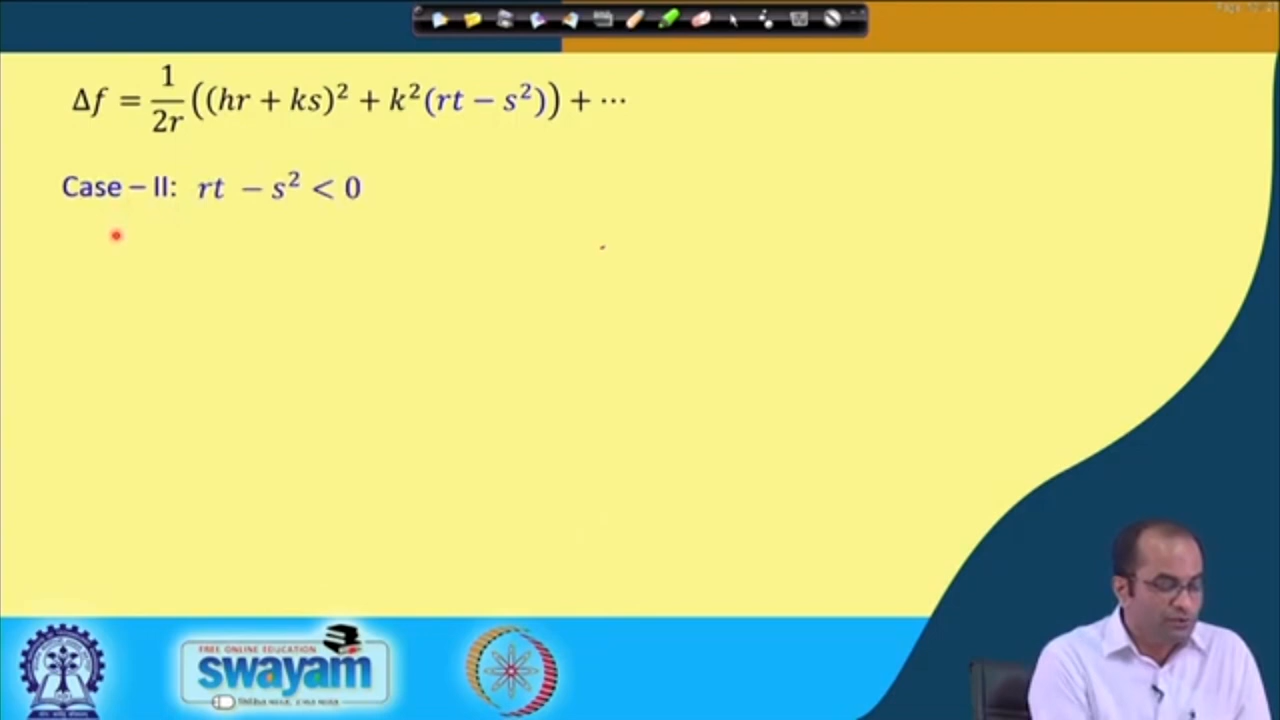 Δf = 1/2r ((hr + ks)² + k²(rt − s²)) + ⋯
Case – II: rt − s² < 0
FREE ONLINE EDUCATION
swayam